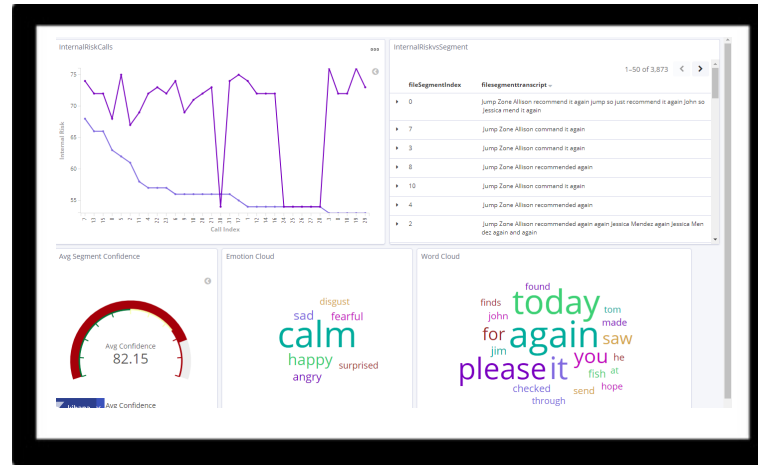 InternalRiskCalls
75
70
65
60
55
Internal Risk
Call Index
InternalRiskvsSegment
1–50 of 3,873
fileSegmentIndex filesegmenttranscript
0 Jump Zone Allison recommend it again jump so just recommend it again John so
Jessica mend it again
7 Jump Zone Allison command it again
3 Jump Zone Allison command it again
8 Jump Zone Allison recommended again
10 Jump Zone Allison command it again
4 Jump Zone Allison recommended again
2 Jump Zone Allison recommended again again Jessica Mendez again Jessica Men
dez again and again
Avg Segment Confidence
Avg Confidence
82.15
Avg Confidence
Emotion Cloud
disgust
sad fearful
calm
happy surprised
angry
Word Cloud
found
finds today tom
john made
for again saw
jim you he
please it fish at
checked send hope
through